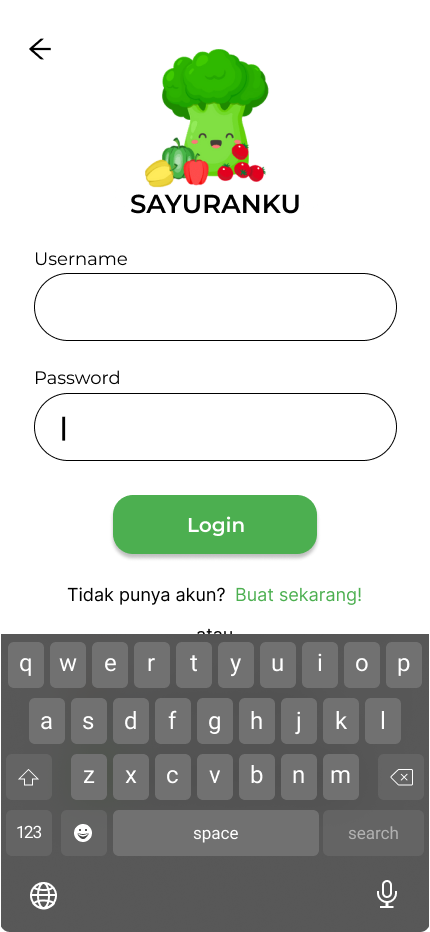 SAYURANKU
Username
Password
Login
Tidak punya akun? Buat sekarang!
atau
q w e r t y u i o p
a s d f g h j k l
z x c v b n m
123 space search